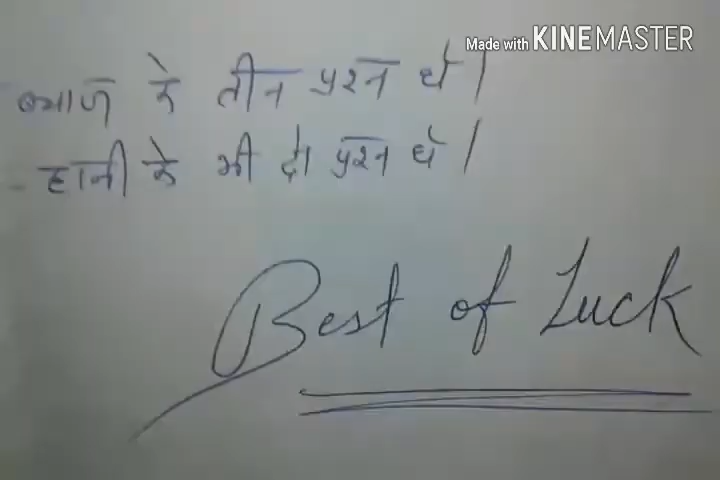 Made with KINEMASTER
ब्याज के तीन प्रश्न थे।
हानी के भी दो प्रश्न थे।
Best of Luck